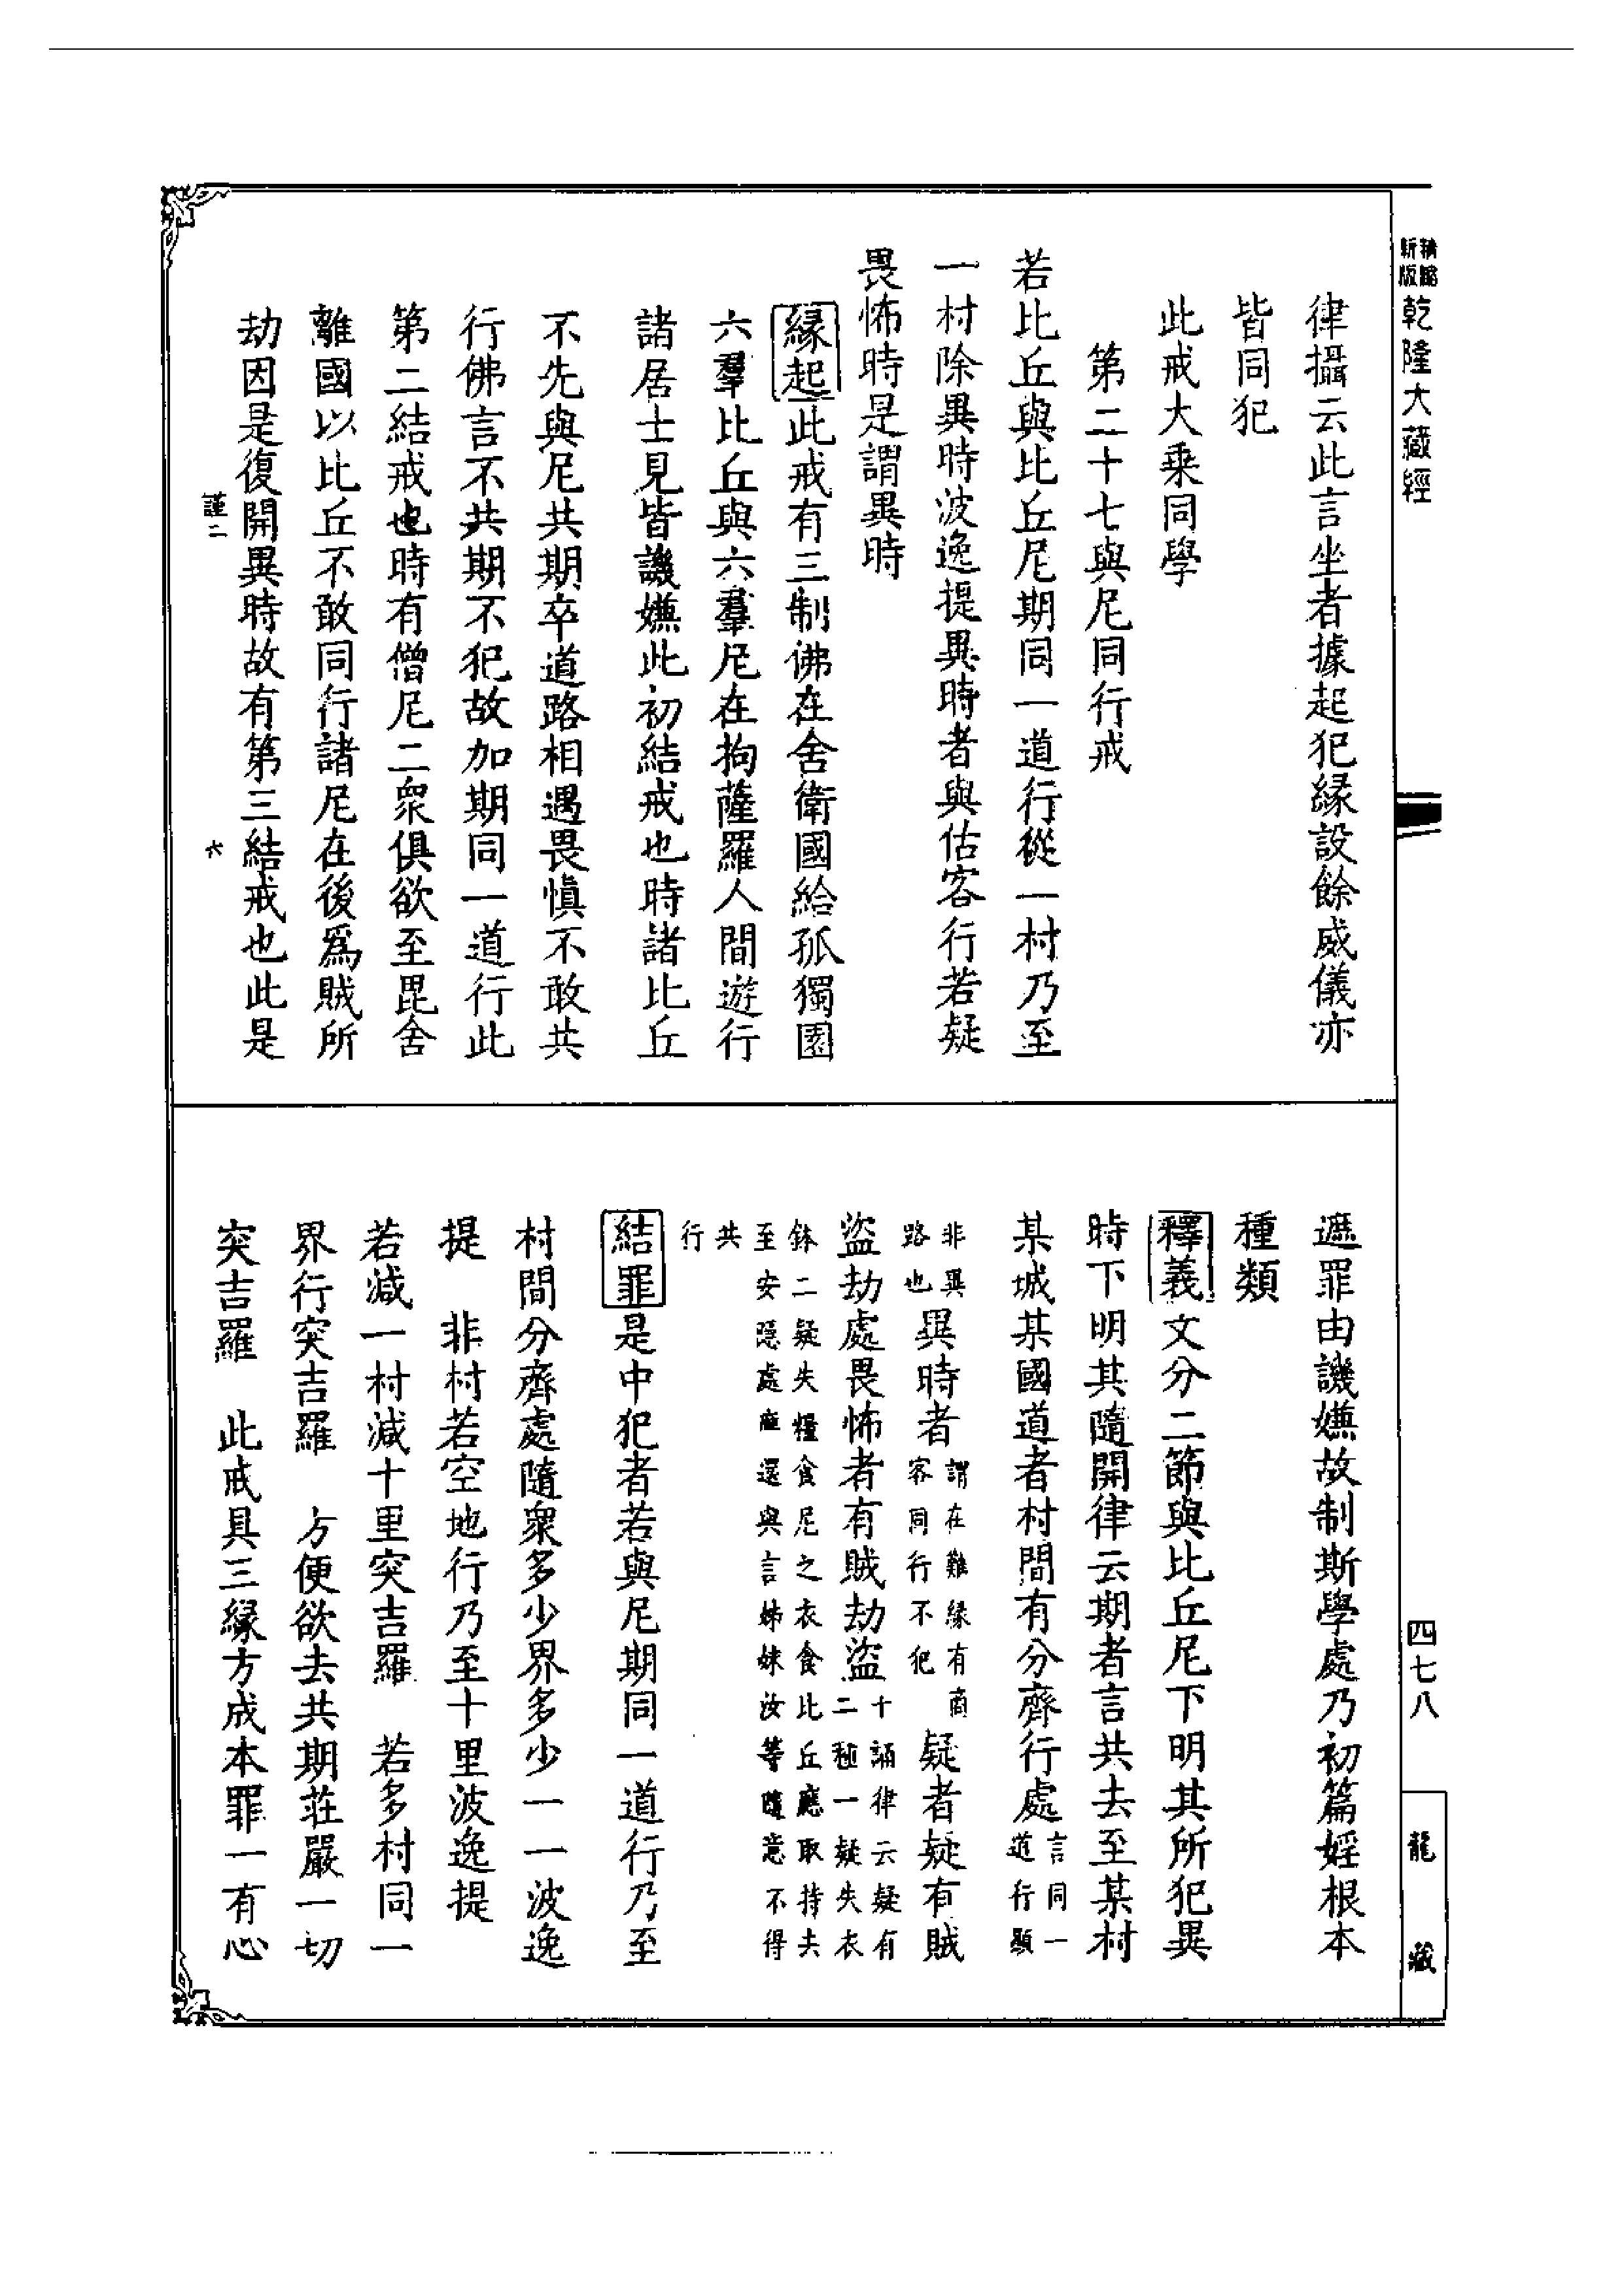 精縮
新版
乾隆大藏經
律攝云此言坐者據起犯緣設餘威儀亦
皆同犯
此戒大乘同學
第二十七與尼同行戒
若比丘與比丘尼期同一道行從一村乃至
一村除異時波逸提異時者與估客行若疑
畏怖時是謂異時
緣起此戒有三制佛在舍衛國給孤獨園
六羣比丘與六羣尼在拘薩羅人間遊行
諸居士見皆譏嫌此初結戒也時諸比丘
不先與尼共期卒道路相遇畏慎不敢共
行佛言不共期不犯故加期同一道行此
第二結戒也時有僧尼二衆俱欲至毘舍
離國以比丘不敢同行諸尼在後爲賊所
劫因是復開異時故有第三結戒也此是
謹二
六
遮罪由譏嫌故制斯學處乃初篇婬根本
種類
釋義文分二節與比丘尼下明其所犯異
時下明其隨開律云期者言共去至某村
某城某國道者村間有分齊行處言同一
道行顯
非異
路也異時者謂在難緣有商
客同行不犯疑者疑有賊
盜劫處畏怖者有賊劫盜十誦律云疑有
二種一疑失衣
鉢二疑失糧食尼之衣食比丘應取持去
至安隱處應還與言姊妹汝等隨意不得
共
行
結罪是中犯者若與尼期同一道行乃至
村間分齊處隨衆多少界多少一一波逸
提　非村若空地行乃至十里波逸提
若減一村減十里突吉羅　若多村同一
界行突吉羅　方便欲去共期莊嚴一切
突吉羅　此戒具三緣方成本罪一有心
四七八
龍藏